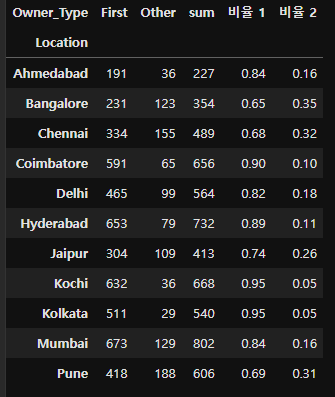 Owner_Type First Other sum 비율 1 비율 2
Location
Ahmedabad 191 36 227 0.84 0.16
Bangalore 231 123 354 0.65 0.35
Chennai 334 155 489 0.68 0.32
Coimbatore 591 65 656 0.90 0.10
Delhi 465 99 564 0.82 0.18
Hyderabad 653 79 732 0.89 0.11
Jaipur 304 109 413 0.74 0.26
Kochi 632 36 668 0.95 0.05
Kolkata 511 29 540 0.95 0.05
Mumbai 673 129 802 0.84 0.16
Pune 418 188 606 0.69 0.31